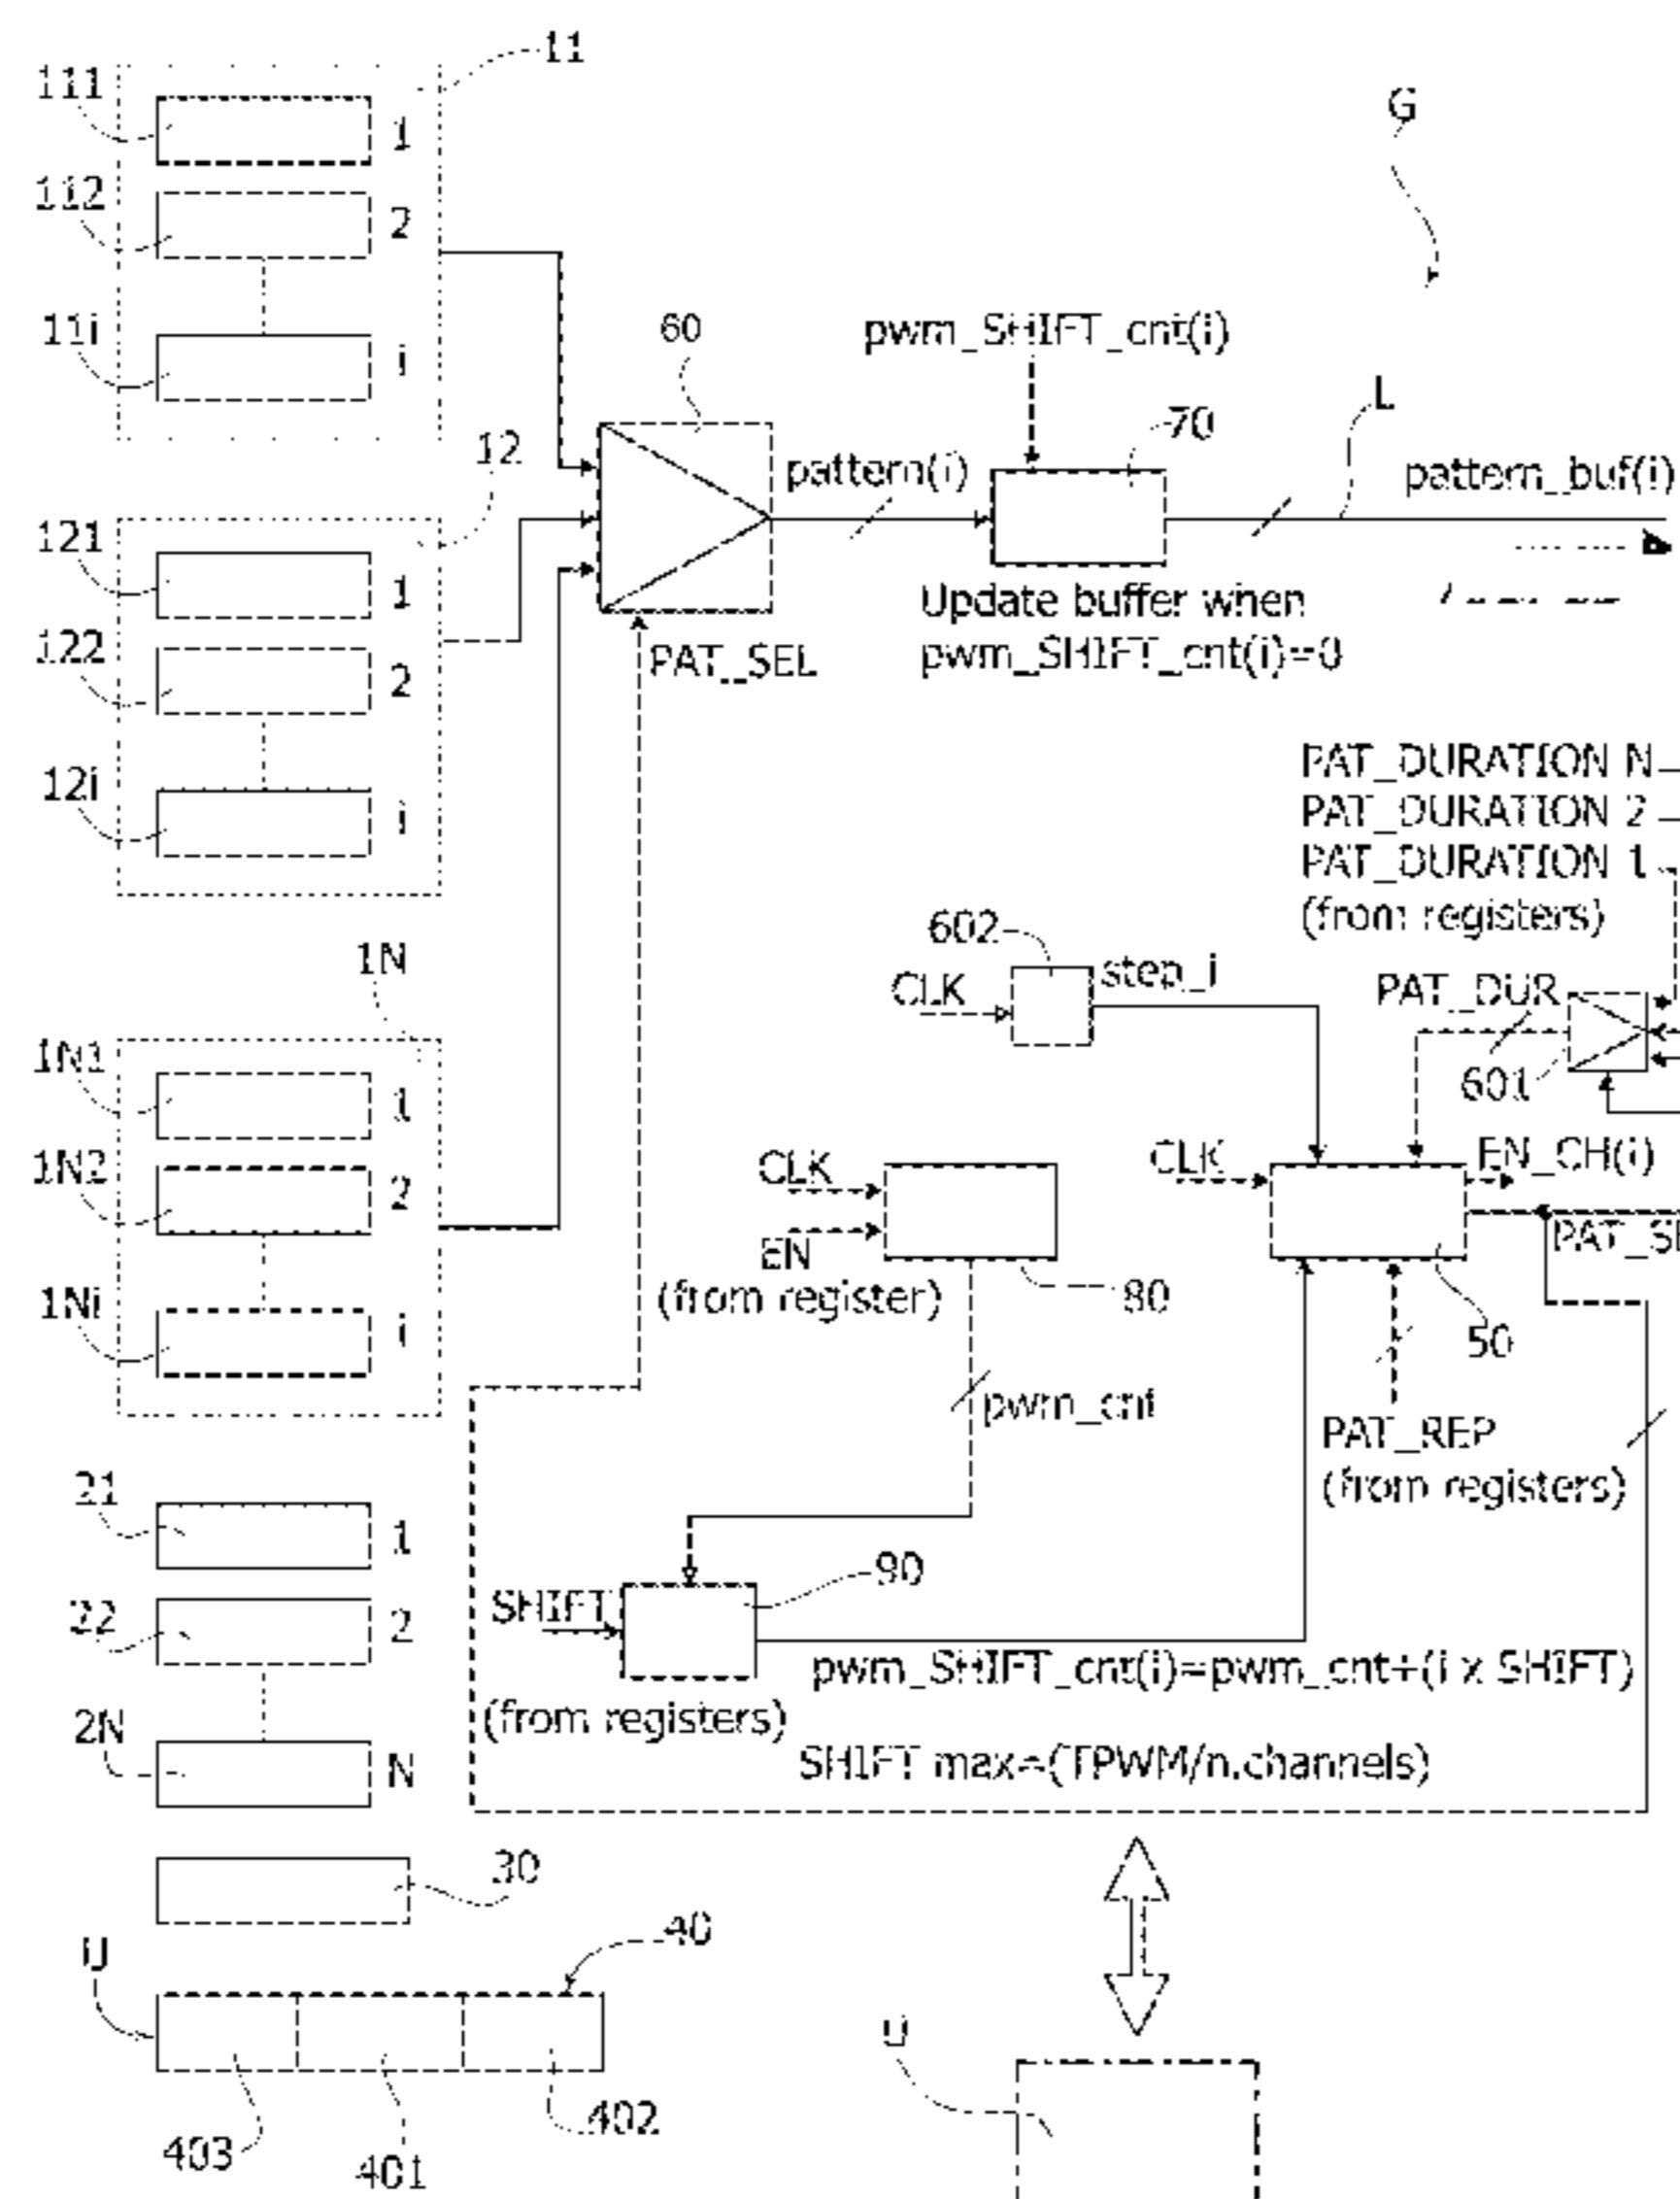 11
111
1
112
2
11i
i
G
60
pwm_SHIFT_cnt(i)
70
L
pattern(i)
pattern_buf(i)
12
121
1
122
2
12i
i
Update buffer when
pwm_SHIFT_cnt(i)=0
PAT_SEL
PAT_DURATION N
PAT_DURATION 2
PAT_DURATION 1
(from registers)
602
CLK
step_i
PAT_DUR
601
1N
1N1
1
1N2
2
1Ni
i
CLK
EN
(from register)
80
CLK
EN_CH(i)
50
pwm_cnt
PAT_REP
(from registers)
21
1
22
2
2N
N
SHIFT
90
(from registers)
pwm_SHIFT_cnt(i)=pwm_cnt+(i x SHIFT)
SHIFT max=(TPWM/n.channels)
30
40
U
403
401
402
U